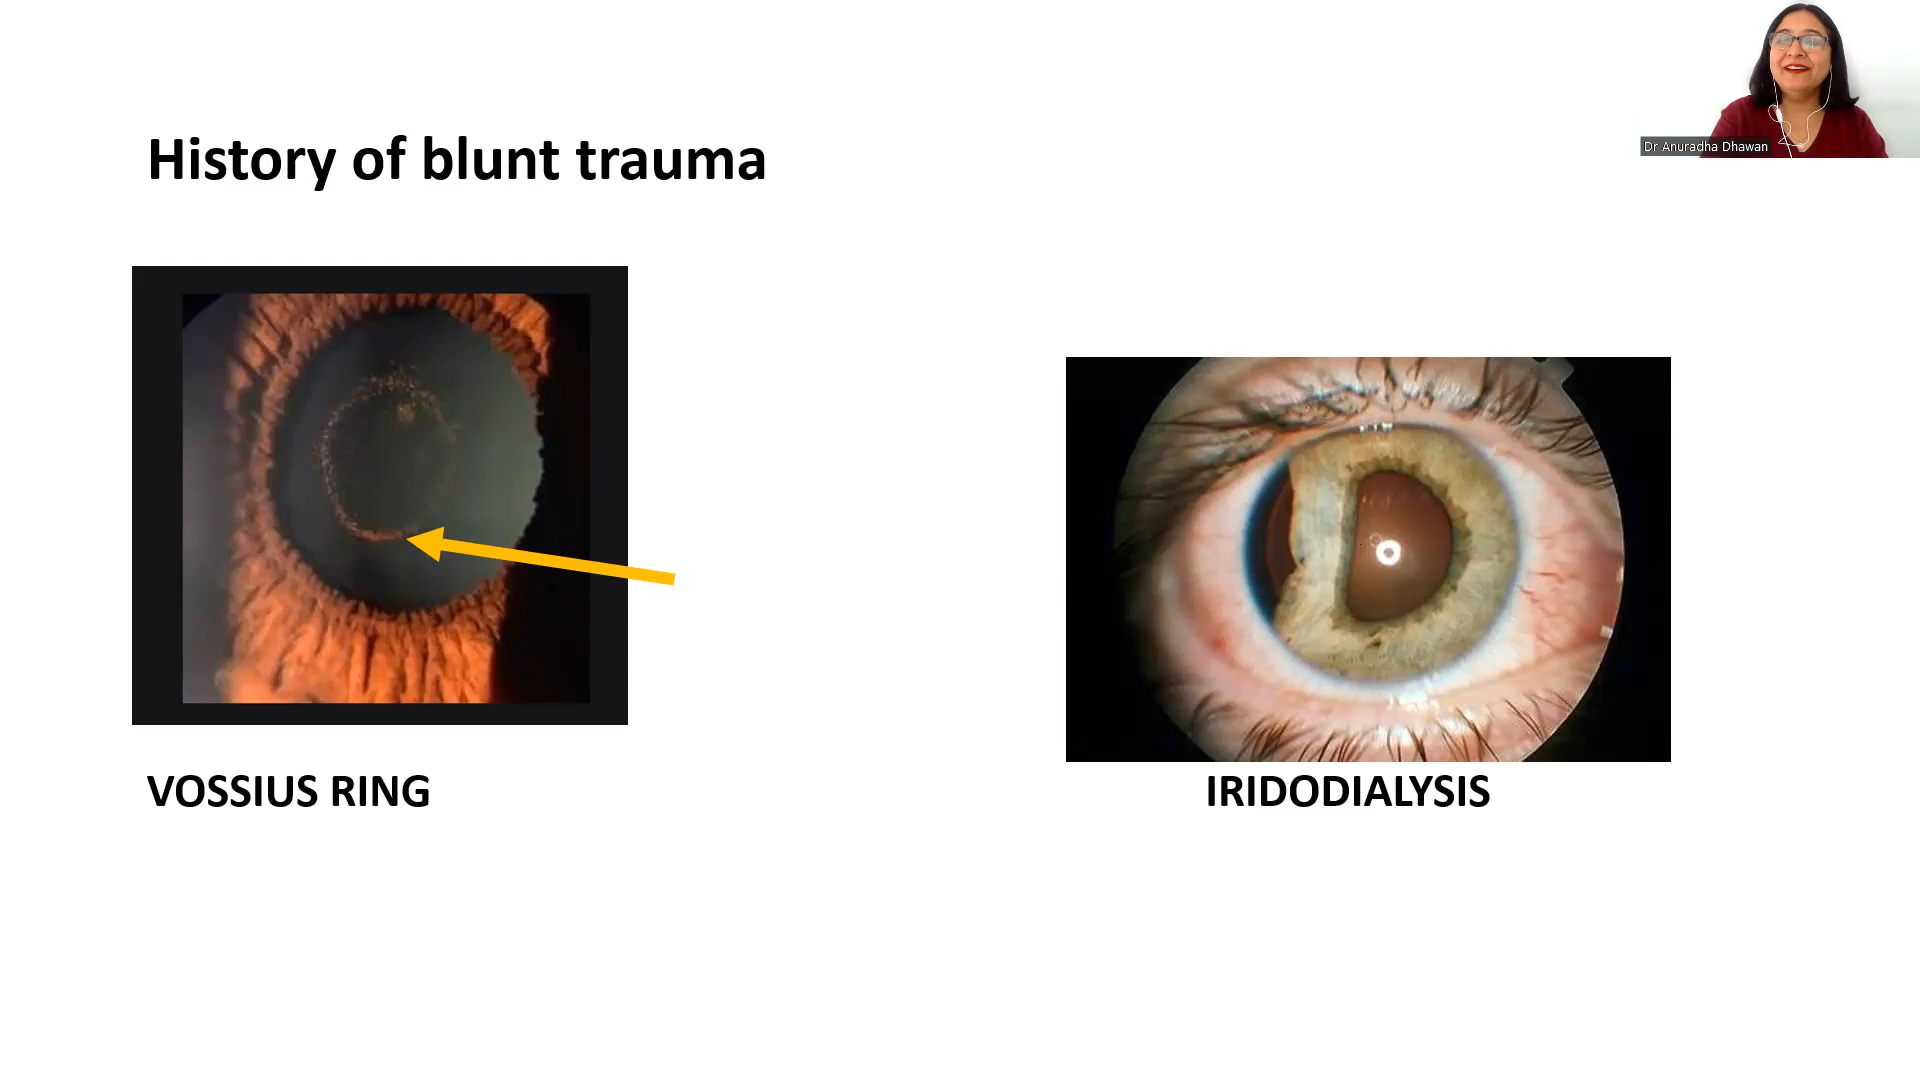 Dr Anuradha Dhawan
History of blunt trauma
VOSSIUS RING
IRIDODIALYSIS